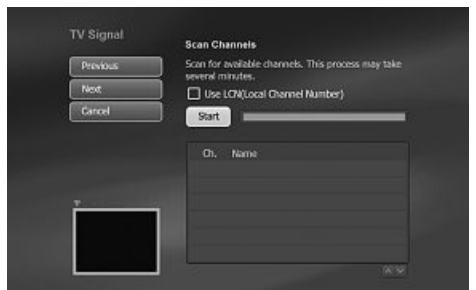 TV Signal
Scan Channels
Previous
Scan for available channels. This process may take
several minutes.
Next
Use LCN(Local Channel Number)
Cancel
Start
Ch. Name